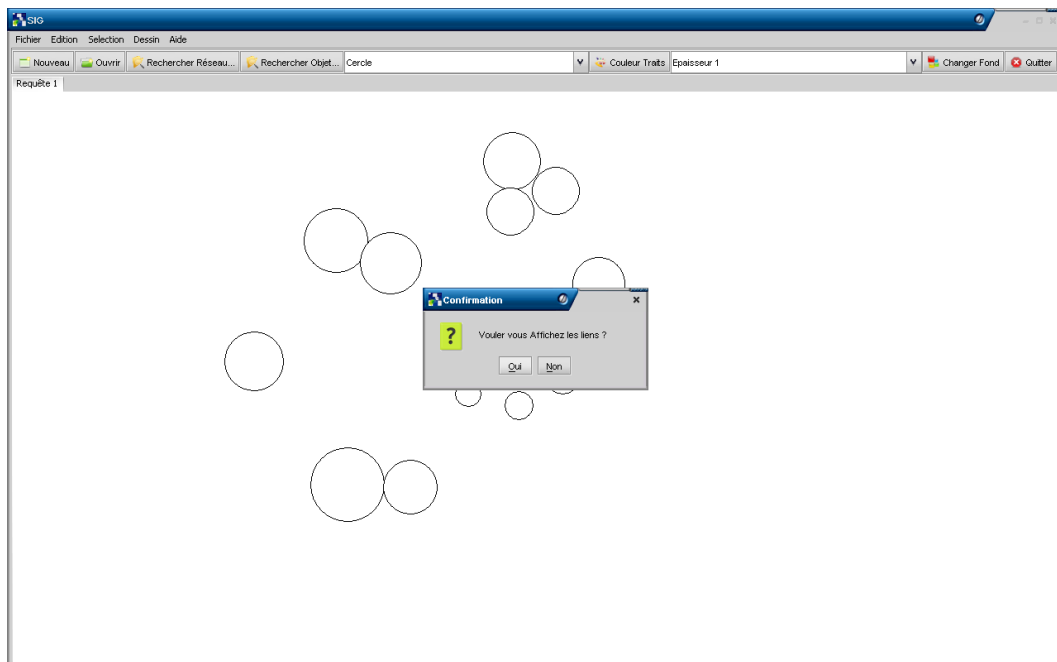 SIG
Fichier Edition Selection Dessin Aide
Nouveau Ouvrir Rechercher Réseau... Rechercher Objet... Cercle Couleur Traits Epaisseur 1 Changer Fond Quitter
Requête 1
Confirmation
Vouler vous Affichez les liens ?
Oui Non